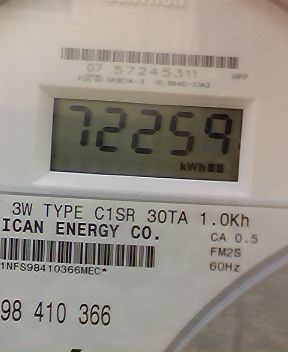 07 57245311
HPP
72259
kWh
3W TYPE C1SR 30TA 1.0Kh
ICAN ENERGY CO.
CA 0.5
FM2S
60Hz
1NFS98410366MEC*
98 410 366